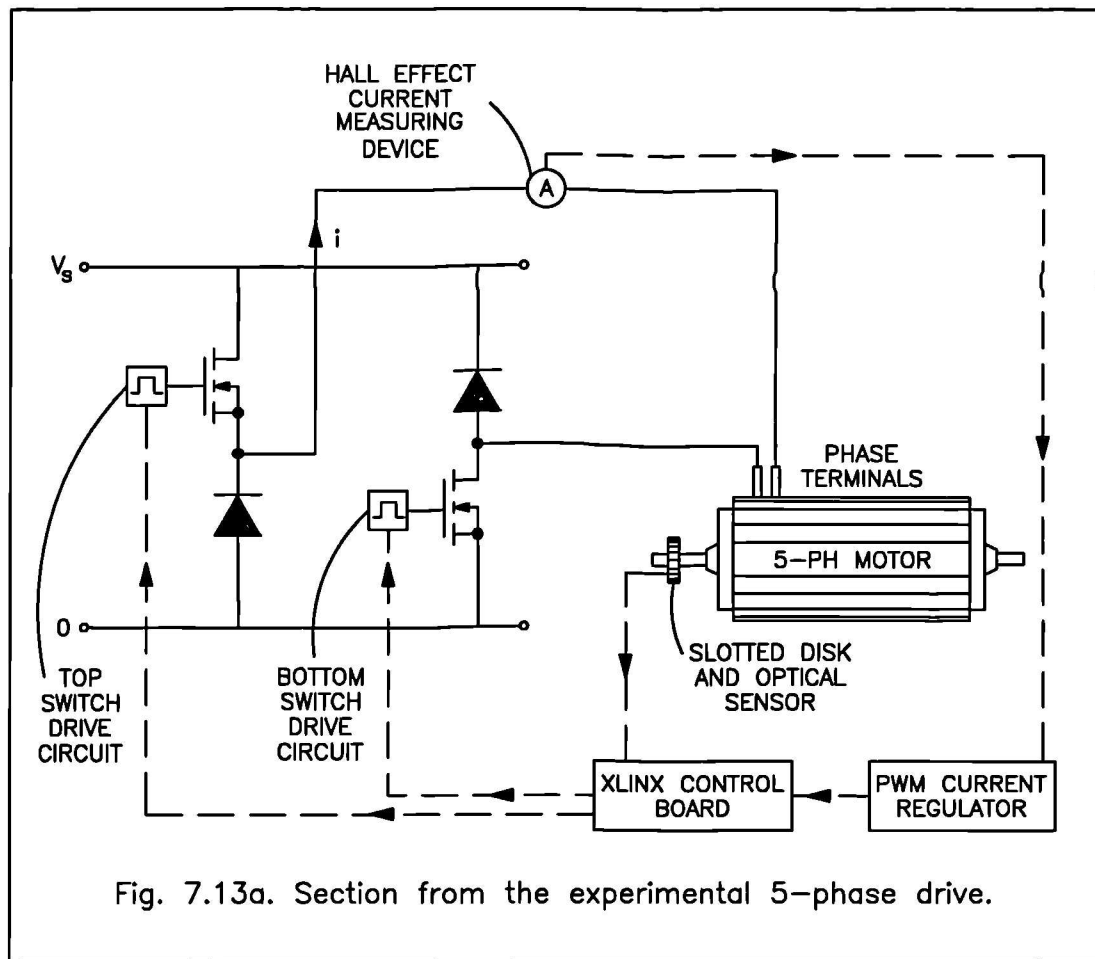 HALL EFFECT
CURRENT
MEASURING
DEVICE
A
i
Vs
PHASE
TERMINALS
5-PH MOTOR
0
TOP
SWITCH
DRIVE
CIRCUIT
BOTTOM
SWITCH
DRIVE
CIRCUIT
SLOTTED DISK
AND OPTICAL
SENSOR
XLINX CONTROL
BOARD
PWM CURRENT
REGULATOR
Fig. 7.13a. Section from the experimental 5-phase drive.